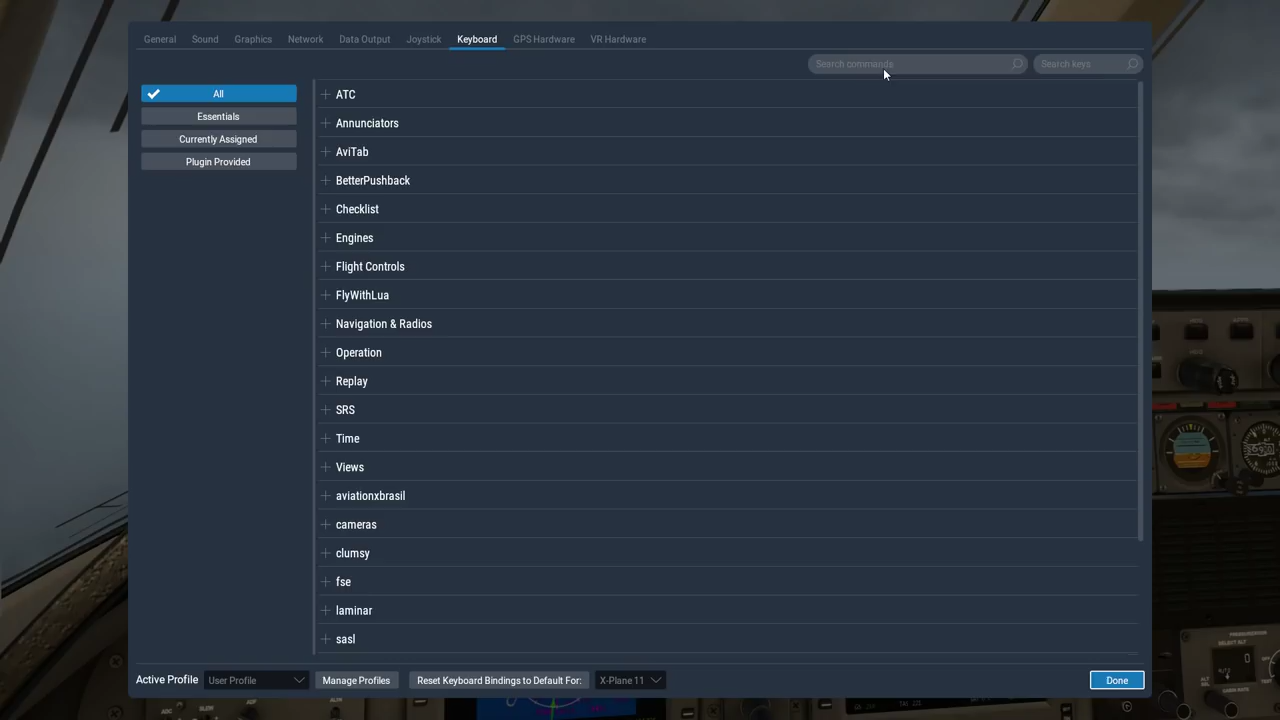 General Sound Graphics Network Data Output Joystick Keyboard GPS Hardware VR Hardware
Search commands Search keys
All
Essentials
Currently Assigned
Plugin Provided
ATC
Annunciators
AviTab
BetterPushback
Checklist
Engines
Flight Controls
FlyWithLua
Navigation & Radios
Operation
Replay
SRS
Time
Views
aviationxbrasil
cameras
clumsy
fse
laminar
sasl
Active Profile User Profile Manage Profiles Reset Keyboard Bindings to Default For: X-Plane 11 Done
SELECT SLT